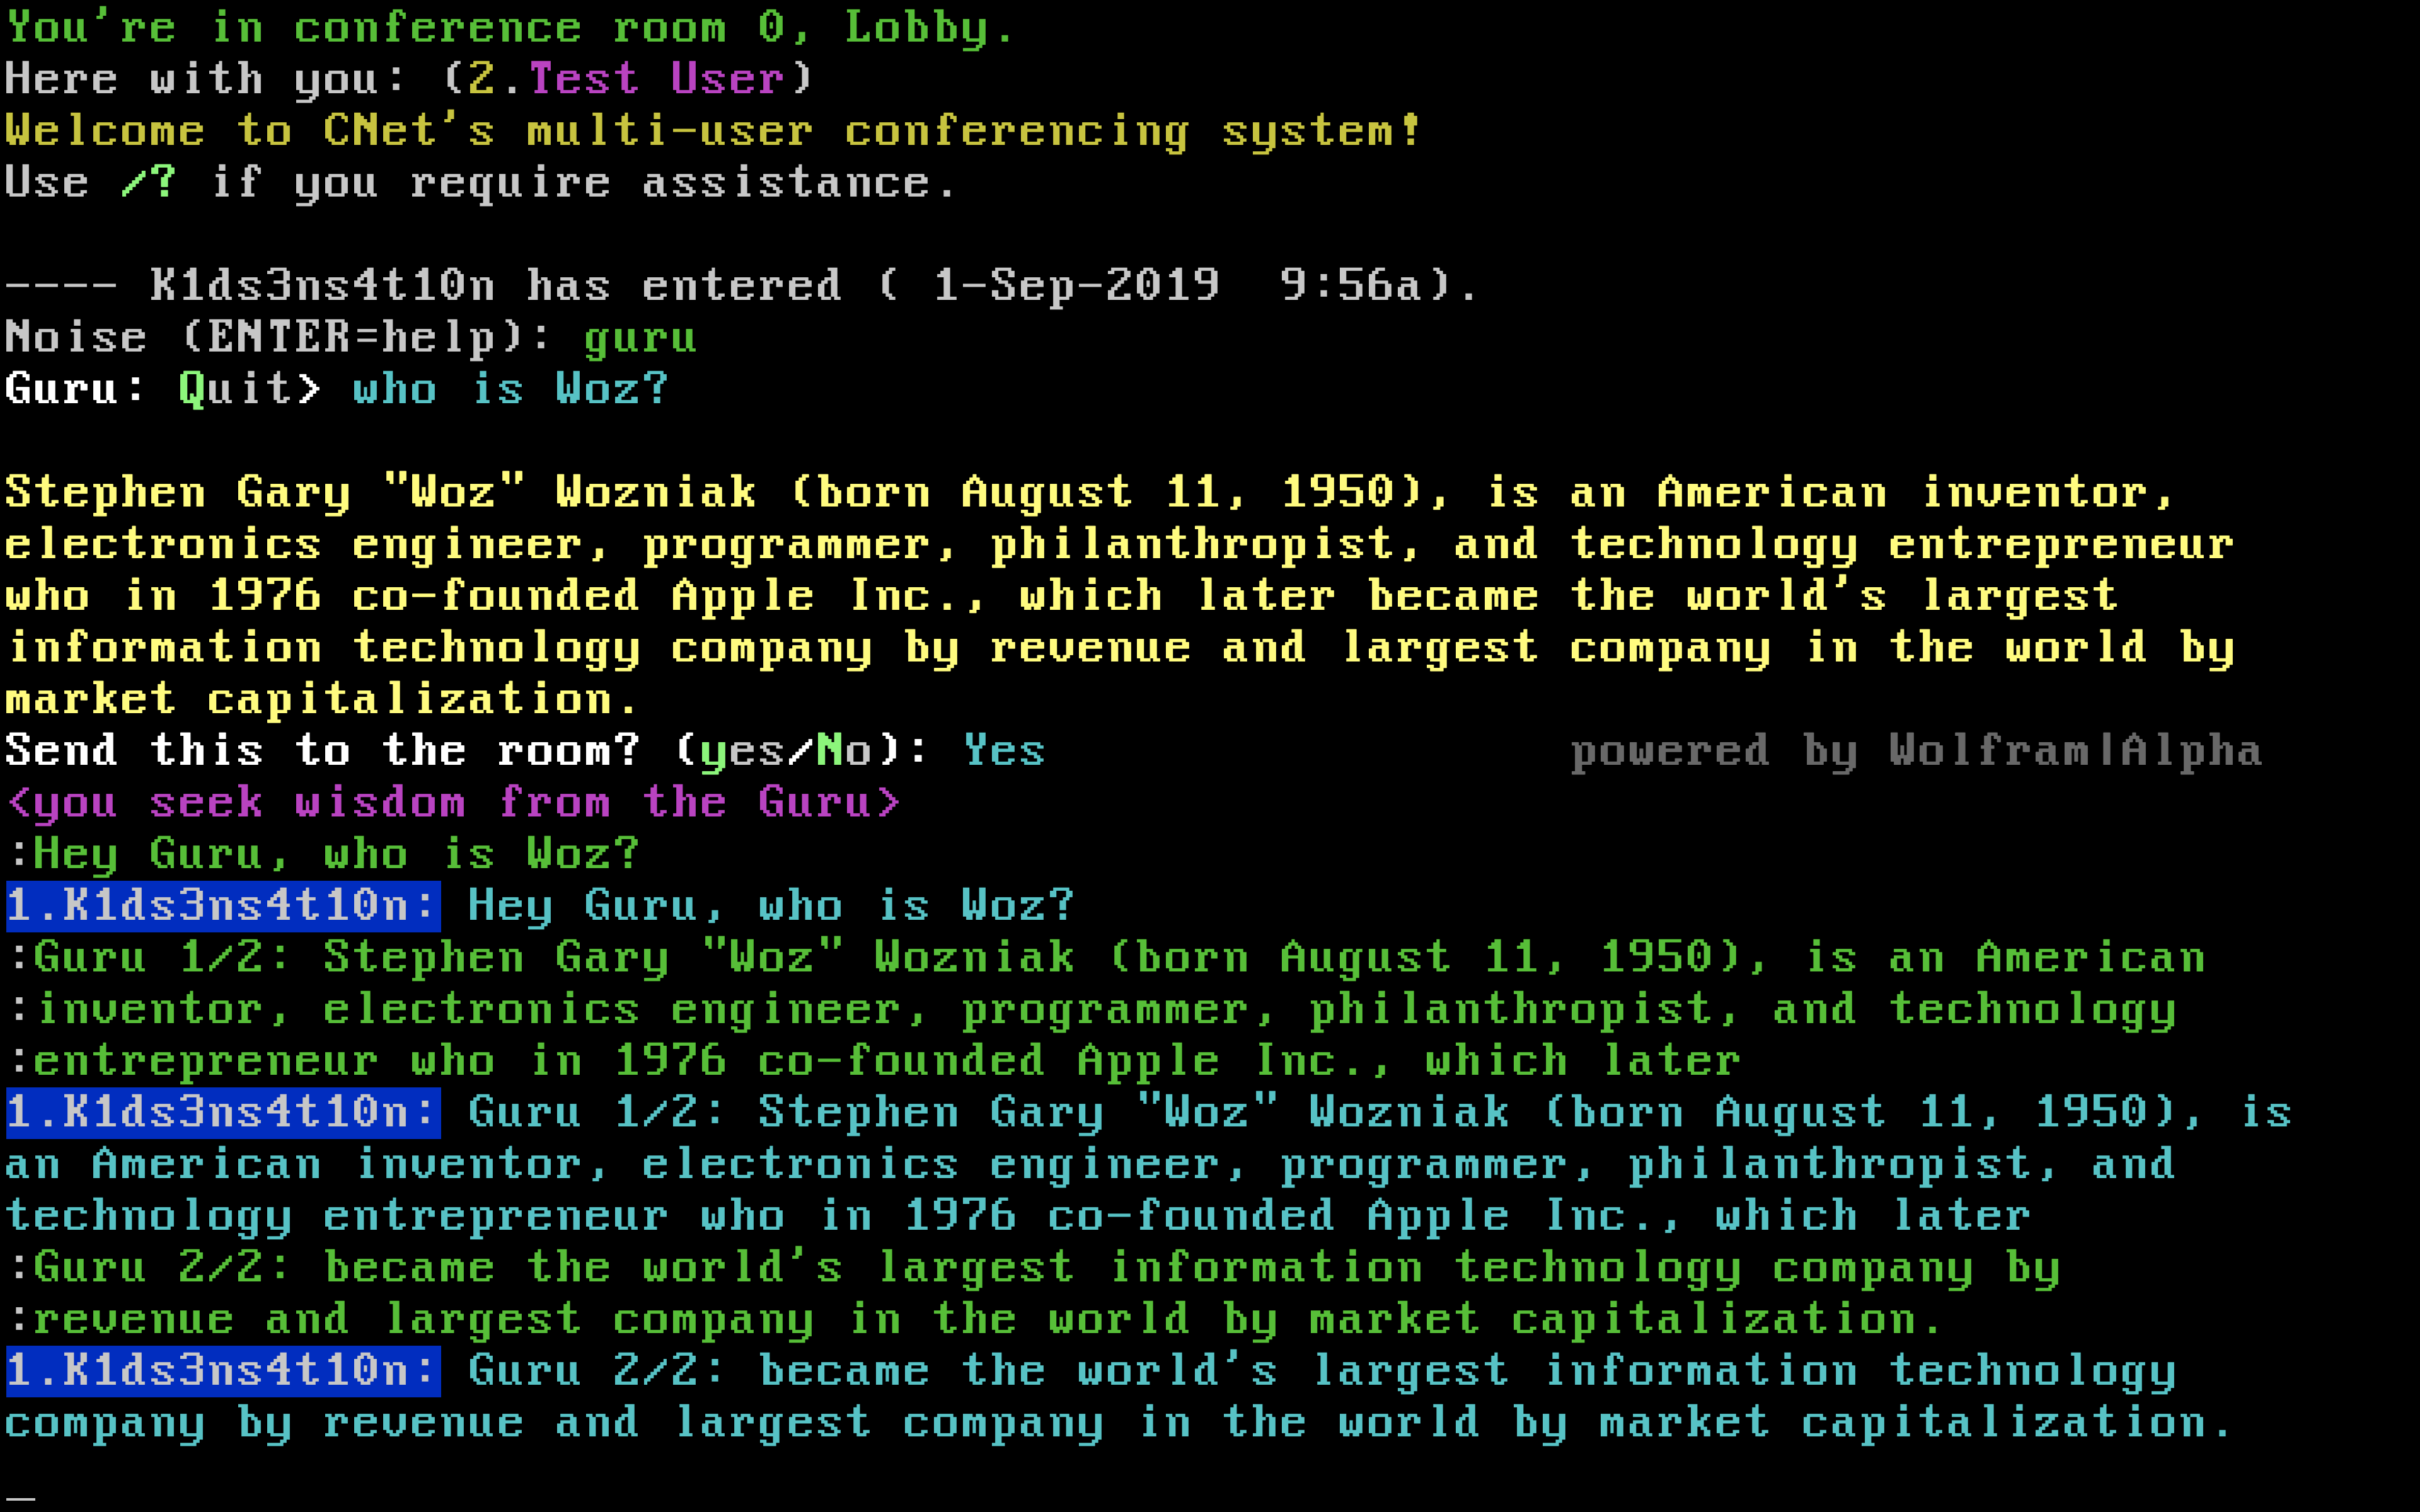 You're in conference room 0, Lobby.
Here with you: (2.Test User)
Welcome to CNet's multi-user conferencing system!
Use /? if you require assistance.
---- K1ds3ns4t10n has entered ( 1-Sep-2019  9:56a).
Noise (ENTER=help): guru
Guru: Quit> who is Woz?
Stephen Gary "Woz" Wozniak (born August 11, 1950), is an American inventor,
electronics engineer, programmer, philanthropist, and technology entrepreneur
who in 1976 co-founded Apple Inc., which later became the world's largest
information technology company by revenue and largest company in the world by
market capitalization.
Send this to the room? (yes/No): Yes                  powered by Wolfram|Alpha
<you seek wisdom from the Guru>
:Hey Guru, who is Woz?
1.K1ds3ns4t10n: Hey Guru, who is Woz?
:Guru 1/2: Stephen Gary "Woz" Wozniak (born August 11, 1950), is an American
:inventor, electronics engineer, programmer, philanthropist, and technology
:entrepreneur who in 1976 co-founded Apple Inc., which later
1.K1ds3ns4t10n: Guru 1/2: Stephen Gary "Woz" Wozniak (born August 11, 1950), is
an American inventor, electronics engineer, programmer, philanthropist, and
technology entrepreneur who in 1976 co-founded Apple Inc., which later
:Guru 2/2: became the world's largest information technology company by
:revenue and largest company in the world by market capitalization.
1.K1ds3ns4t10n: Guru 2/2: became the world's largest information technology
company by revenue and largest company in the world by market capitalization.
_